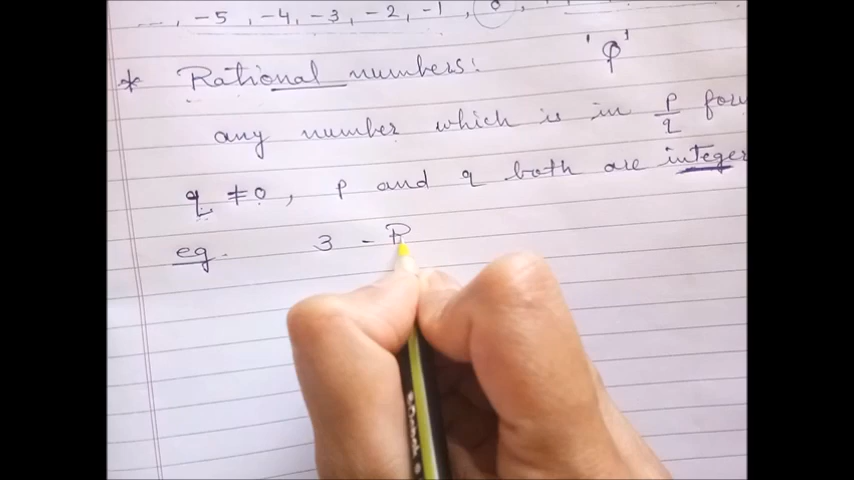 ..., -5, -4, -3, -2, -1, 0,
* Rational numbers: 'φ'
any number which is in p/q form
q ≠ 0, p and q both are integer
eg. 3 - P